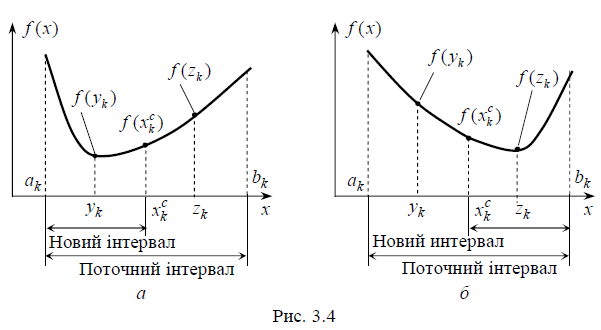 f(x)
f(y_k)
f(x_k^c)
f(z_k)
a_k
b_k
y_k
x_k^c
z_k
x
Новий інтервал
Поточний інтервал
а
f(x)
f(y_k)
f(z_k)
f(x_k^c)
a_k
b_k
y_k
x_k^c
z_k
x
Новий интервал
Поточний інтервал
б
Рис. 3.4